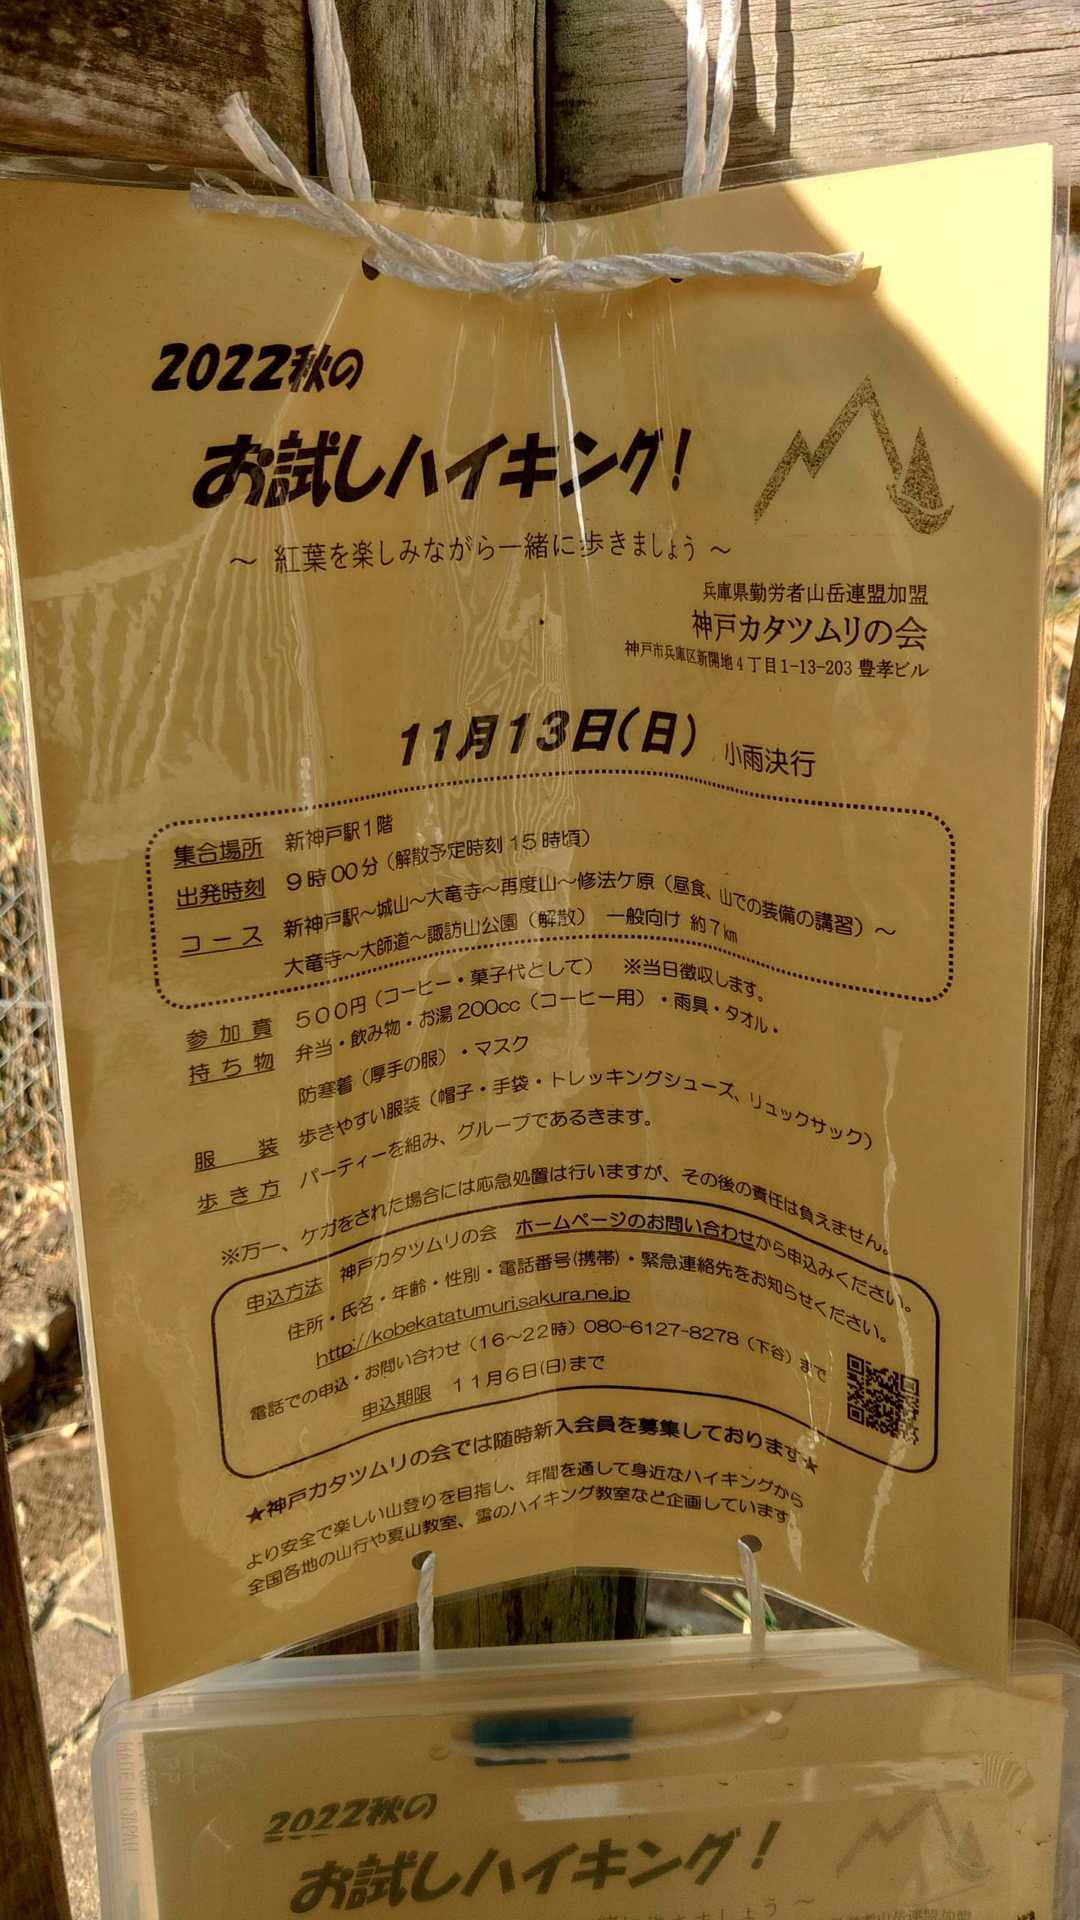 2022秋の
お試しハイキング！
～ 紅葉を楽しみながら一緒に歩きましょう ～
兵庫県勤労者山岳連盟加盟
神戸カタツムリの会
神戸市兵庫区新開地4丁目1-13-203 豊孝ビル
11月13日(日) 小雨決行
集合場所 新神戸駅1階
出発時刻 9時00分（解散予定時刻15時頃）
コース 新神戸駅～城山～大竜寺～再度山～修法ケ原（昼食、山での装備の講習）～
大竜寺～大師道～諏訪山公園（解散） 一般向け 約7㎞
参加費 500円（コーヒー・菓子代として） ※当日徴収します。
持ち物 弁当・飲み物・お湯200cc（コーヒー用）・雨具・タオル・
防寒着（厚手の服）・マスク
服装 歩きやすい服装（帽子・手袋・トレッキングシューズ、リュックサック）
歩き方 パーティーを組み、グループであるきます。
※万一、ケガをされた場合には応急処置は行いますが、その後の責任は負えません。
申込方法 神戸カタツムリの会 ホームページのお問い合わせから申込みください。
住所・氏名・年齢・性別・電話番号(携帯)・緊急連絡先をお知らせください。
http://kobekatatumuri.sakura.ne.jp
電話での申込・お問い合わせ（16～22時）080-6127-8278（下谷）まで
申込期限 11月6日(日)まで
★神戸カタツムリの会では随時新入会員を募集しております★
より安全で楽しい山登りを目指し、年間を通して身近なハイキングから
全国各地の山行や夏山教室、雪のハイキング教室など企画しています
MADE IN JAPAN
2022秋の
お試しハイキング！